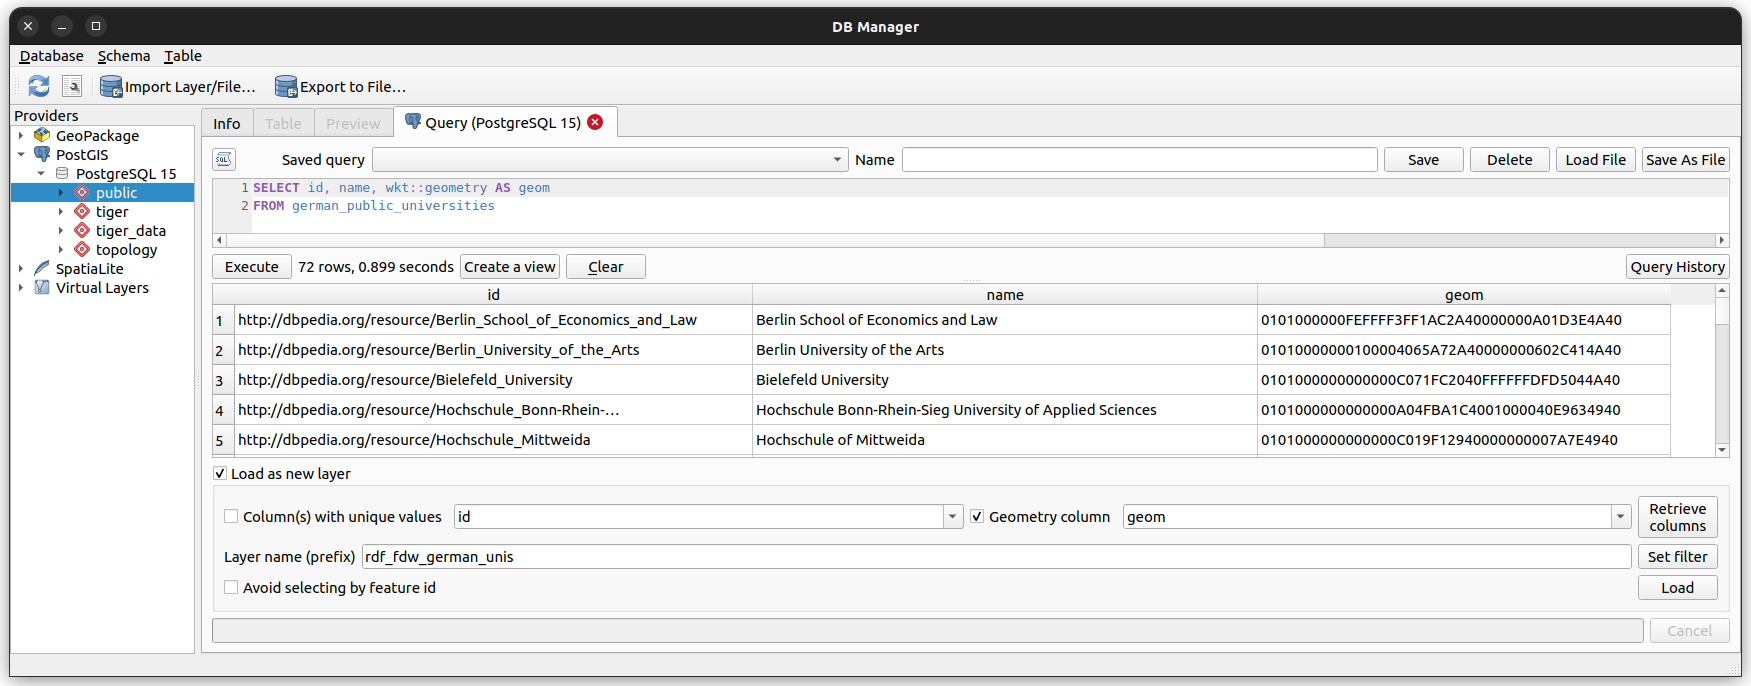 DB Manager
Database Schema Table
Import Layer/File... Export to File...
Providers
GeoPackage
PostGIS
PostgreSQL 15
public
tiger
tiger_data
topology
SpatiaLite
Virtual Layers
Info Table Preview Query (PostgreSQL 15)
SQL Saved query Name Save Delete Load File Save As File
1 SELECT id, name, wkt::geometry AS geom
2 FROM german_public_universities
Execute 72 rows, 0.899 seconds Create a view Clear Query History
id name geom
1 http://dbpedia.org/resource/Berlin_School_of_Economics_and_Law Berlin School of Economics and Law 0101000000FEFFFF3FF1AC2A40000000A01D3E4A40
2 http://dbpedia.org/resource/Berlin_University_of_the_Arts Berlin University of the Arts 01010000000100004065A72A40000000602C414A40
3 http://dbpedia.org/resource/Bielefeld_University Bielefeld University 0101000000000000C071FC2040FFFFFFDFD5044A40
4 http://dbpedia.org/resource/Hochschule_Bonn-Rhein-... Hochschule Bonn-Rhein-Sieg University of Applied Sciences 0101000000000000A04FBA1C4001000040E9634940
5 http://dbpedia.org/resource/Hochschule_Mittweida Hochschule of Mittweida 0101000000000000C019F12940000000007A7E4940
Load as new layer
Column(s) with unique values id Geometry column geom Retrieve columns
Layer name (prefix) rdf_fdw_german_unis Set filter
Avoid selecting by feature id Load
Cancel